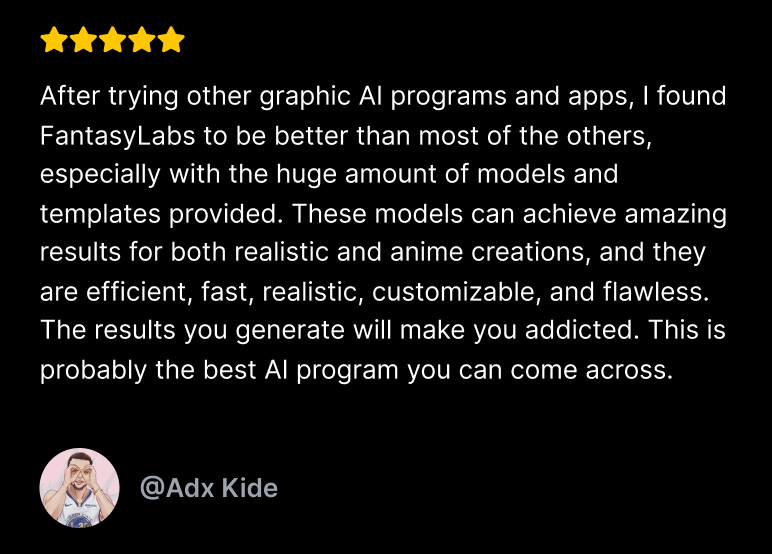 After trying other graphic AI programs and apps, I found
FantasyLabs to be better than most of the others,
especially with the huge amount of models and
templates provided. These models can achieve amazing
results for both realistic and anime creations, and they
are efficient, fast, realistic, customizable, and flawless.
The results you generate will make you addicted. This is
probably the best AI program you can come across.
@Adx Kide